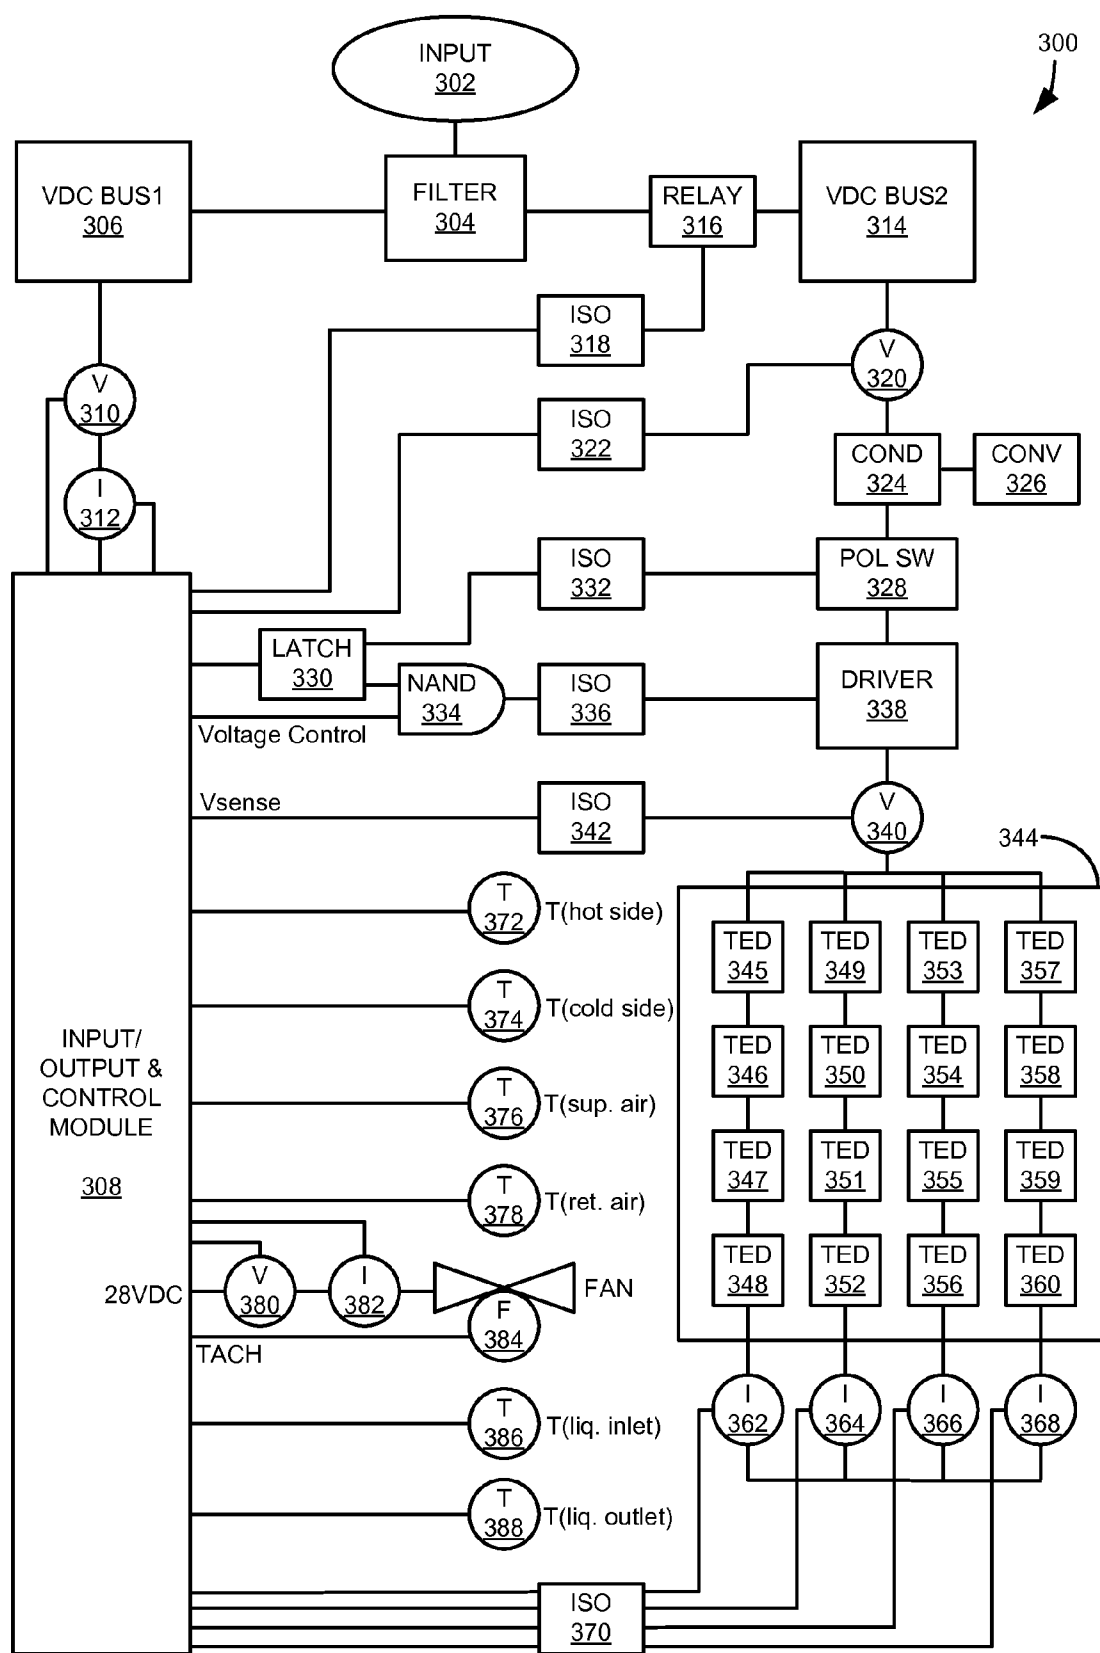 INPUT
302
300
VDC BUS1
306
FILTER
304
RELAY
316
VDC BUS2
314
ISO
318
V
310
V
320
ISO
322
COND
324
CONV
326
I
312
ISO
332
POL SW
328
LATCH
330
NAND
334
ISO
336
DRIVER
338
Voltage Control
Vsense
ISO
342
V
340
344
T
372
T(hot side)
TED
345
TED
349
TED
353
TED
357
T
374
T(cold side)
TED
346
TED
350
TED
354
TED
358
INPUT/
OUTPUT &
CONTROL
MODULE
308
T
376
T(sup. air)
TED
347
TED
351
TED
355
TED
359
T
378
T(ret. air)
TED
348
TED
352
TED
356
TED
360
28VDC
V
380
I
382
FAN
F
384
TACH
I
362
I
364
I
366
I
368
T
386
T(liq. inlet)
T
388
T(liq. outlet)
ISO
370